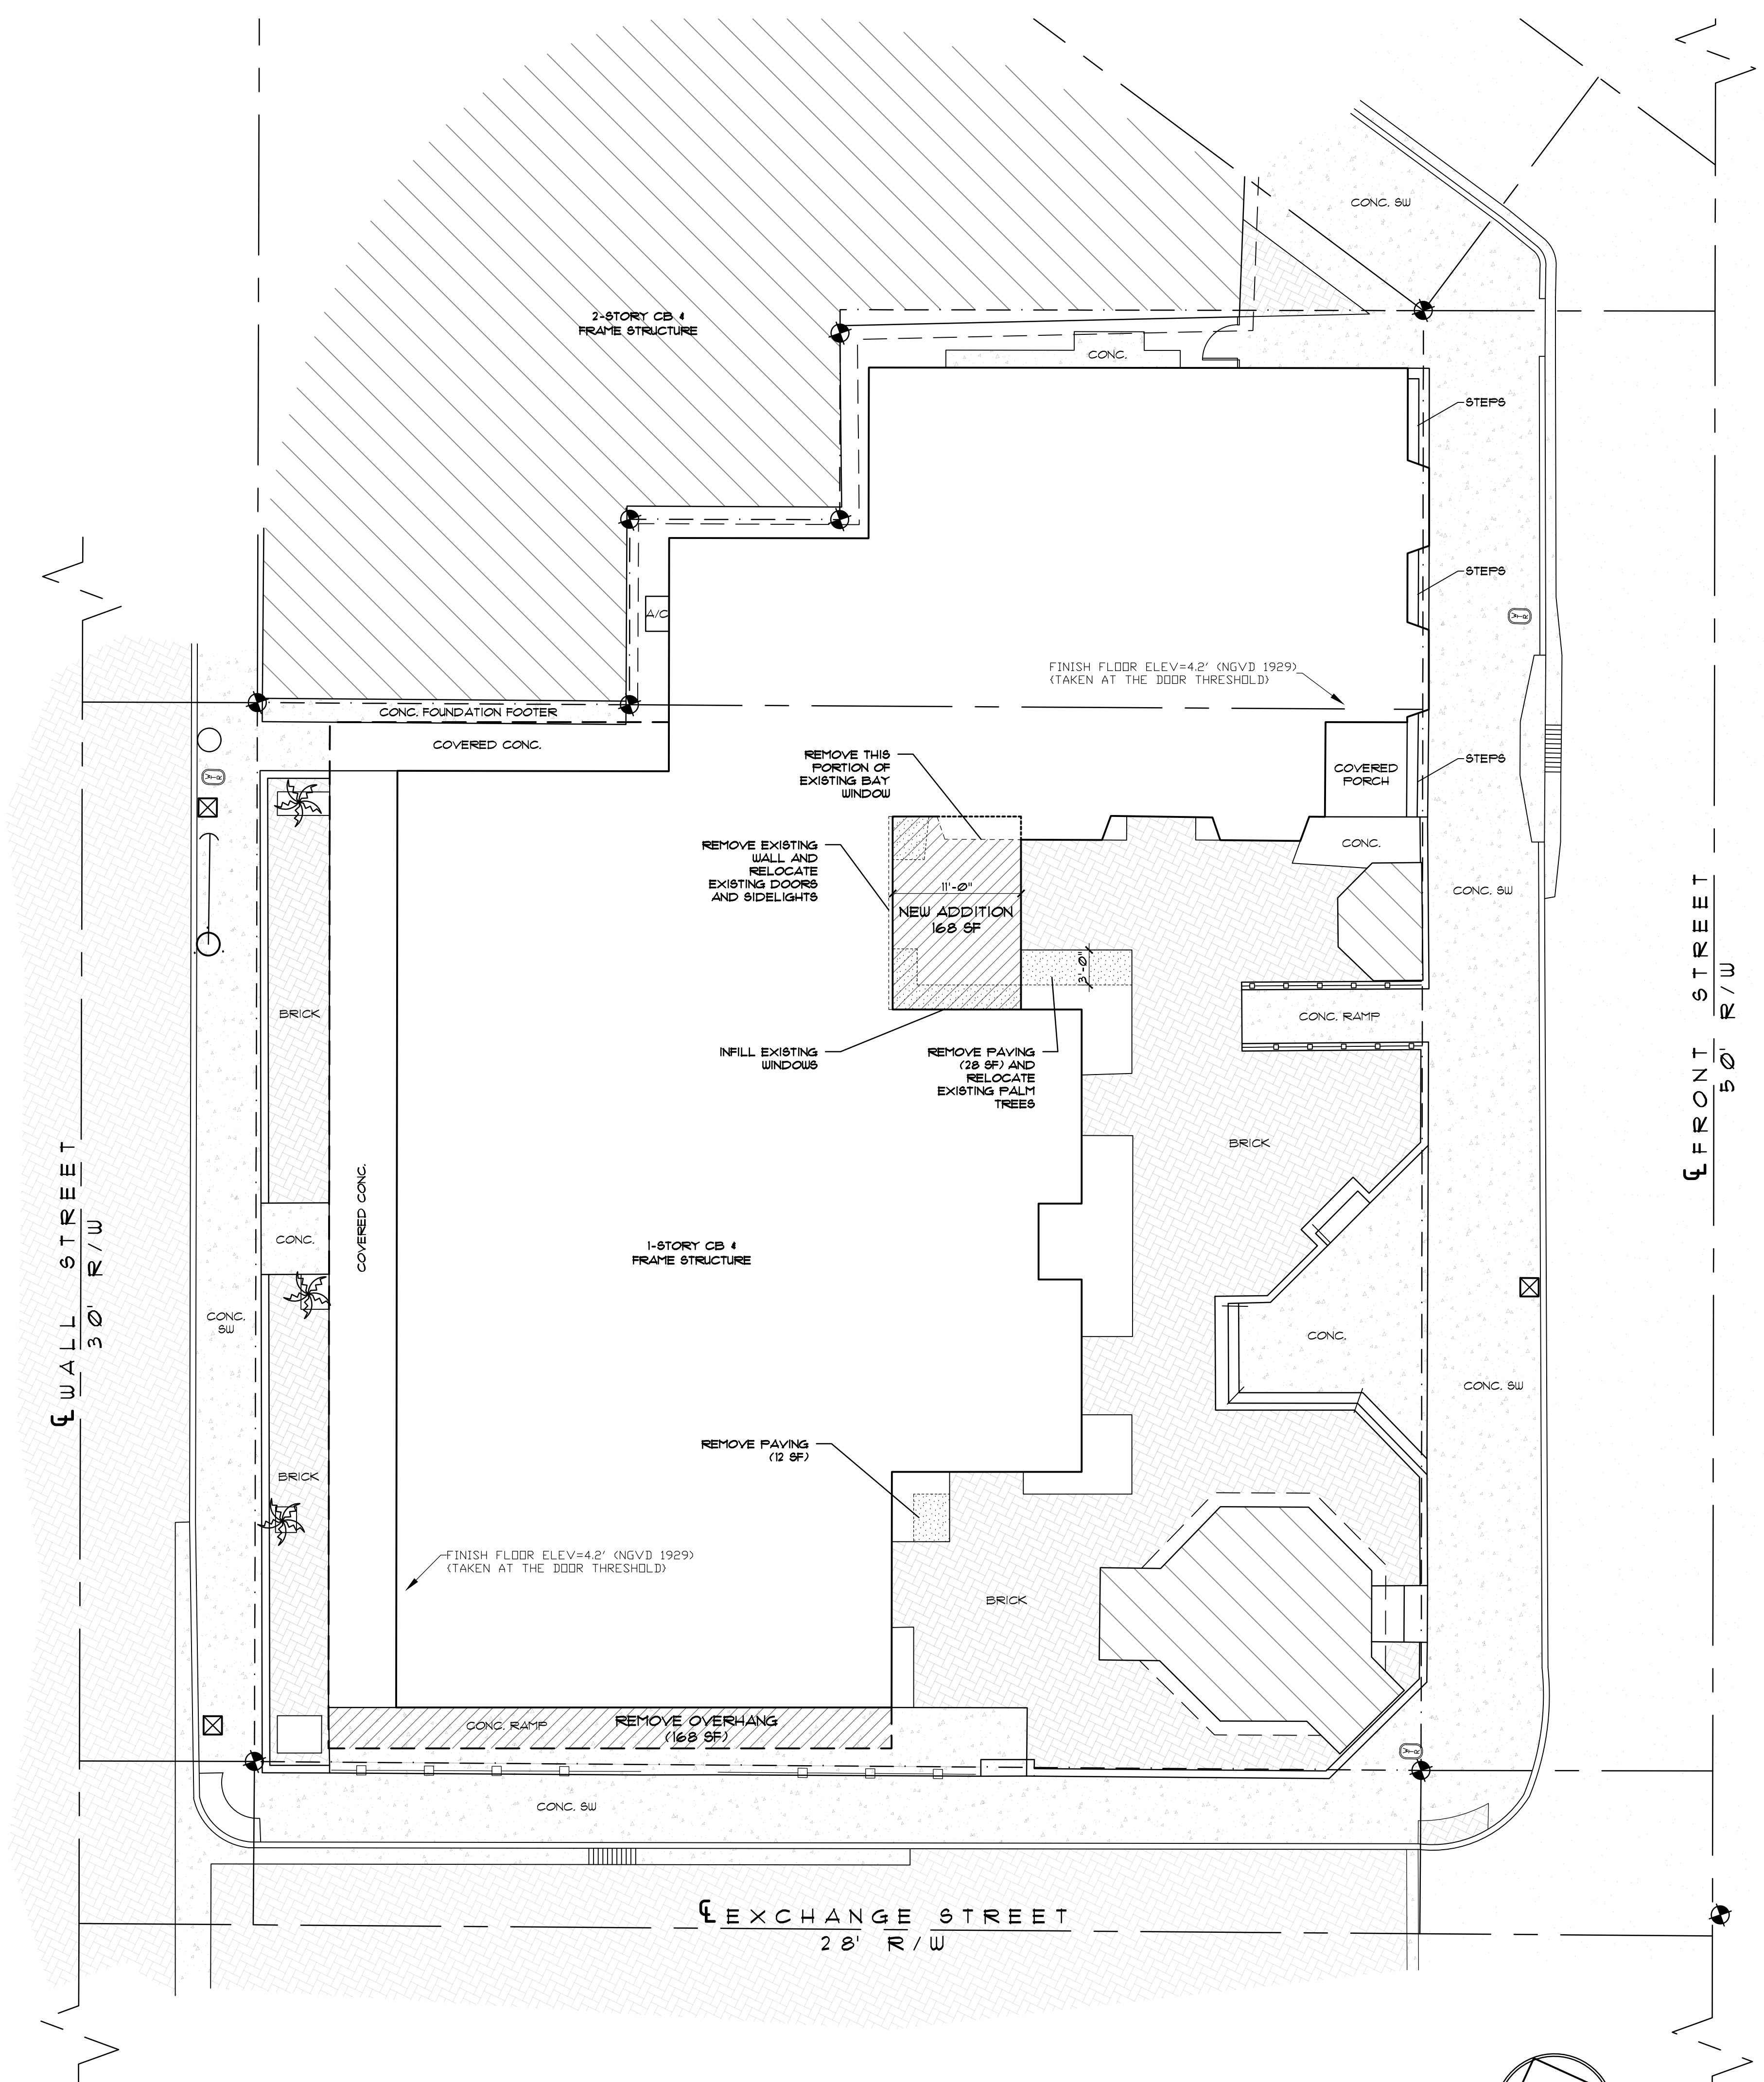 CONC. SW
2-STORY CB &
FRAME STRUCTURE
CONC.
STEPS
STEPS
A/C
FINISH FLOOR ELEV=4.2' (NGVD 1929)
(TAKEN AT THE DOOR THRESHOLD)
CONC. FOUNDATION FOOTER
COVERED CONC.
REMOVE THIS
PORTION OF
EXISTING BAY
WINDOW
COVERED
PORCH
STEPS
REMOVE EXISTING
WALL AND
RELOCATE
EXISTING DOORS
AND SIDELIGHTS
CONC.
11'-0"
NEW ADDITION
168 SF
CONC. SW
3'-0"
BRICK
CONC. RAMP
INFILL EXISTING
WINDOWS
REMOVE PAVING
(28 SF) AND
RELOCATE
EXISTING PALM
TREES
FRONT STREET
50' R/W
BRICK
COVERED CONC.
CONC.
1-STORY CB &
FRAME STRUCTURE
WALL STREET
30' R/W
CONC.
SW
CONC.
CONC. SW
REMOVE PAVING
(12 SF)
BRICK
FINISH FLOOR ELEV=4.2' (NGVD 1929)
(TAKEN AT THE DOOR THRESHOLD)
BRICK
CONC. RAMP
REMOVE OVERHANG
(168 SF)
CONC. SW
EXCHANGE STREET
28' R/W